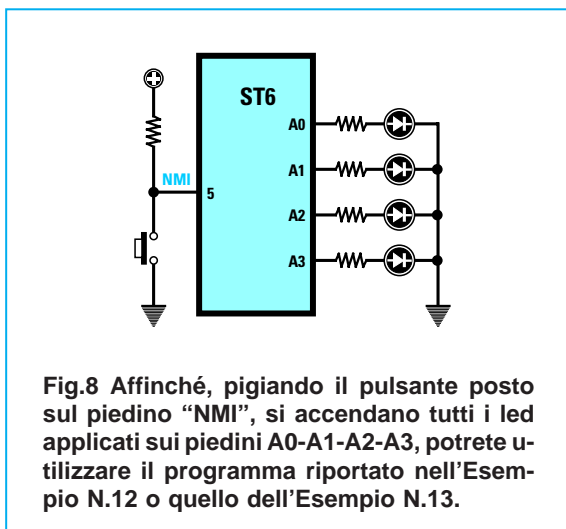 ST6
A0
A1
NMI
5
A2
A3
Fig.8 Affinché, pigiando il pulsante posto
sul piedino “NMI”, si accendano tutti i led
applicati sui piedini A0-A1-A2-A3, potrete u-
tilizzare il programma riportato nell’Esem-
pio N.12 o quello dell’Esempio N.13.